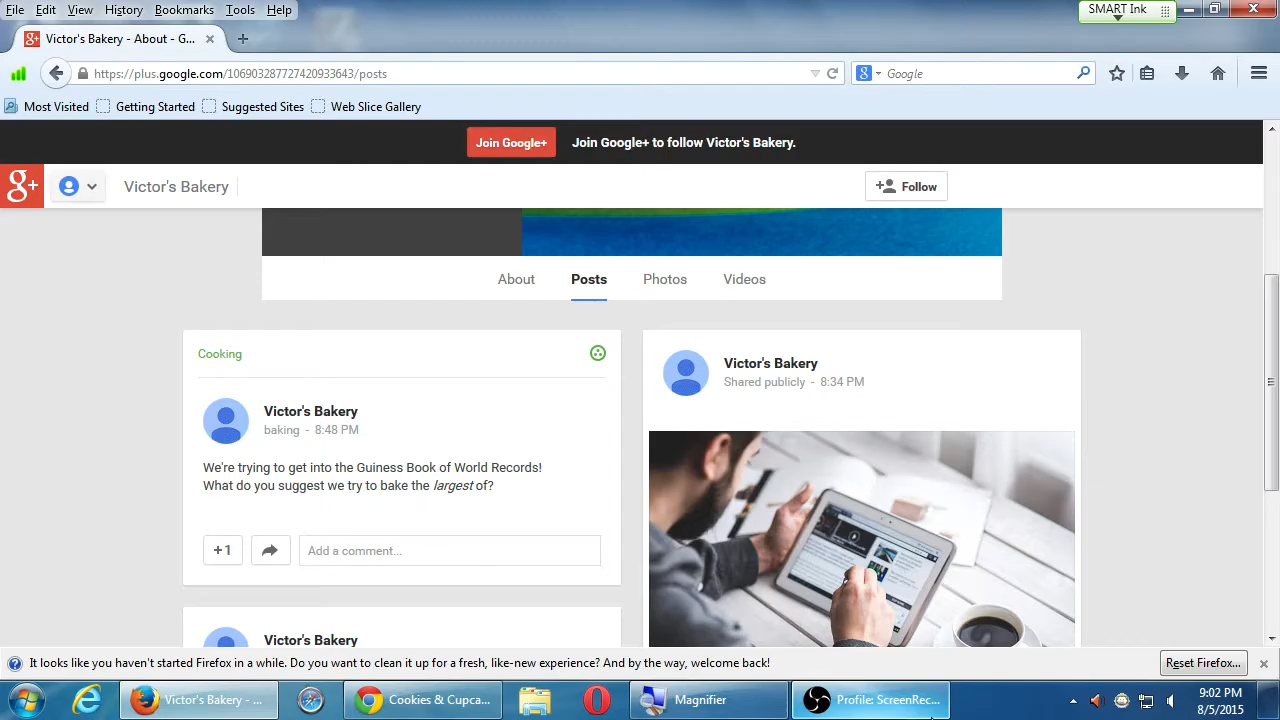 File Edit View History Bookmarks Tools Help
SMART Ink
Victor's Bakery - About - G...
https://plus.google.com/106903287727420933643/posts
Google
Most Visited Getting Started Suggested Sites Web Slice Gallery
Join Google+ Join Google+ to follow Victor's Bakery.
g+ Victor's Bakery Follow
About Posts Photos Videos
Cooking
Victor's Bakery
baking - 8:48 PM
We're trying to get into the Guiness Book of World Records!
What do you suggest we try to bake the largest of?
+1 Add a comment...
Victor's Bakery
Victor's Bakery
Shared publicly - 8:34 PM
It looks like you haven't started Firefox in a while. Do you want to clean it up for a fresh, like-new experience? And by the way, welcome back!
Reset Firefox...
Victor's Bakery - ... Cookies & Cupca... Magnifier Profile: ScreenRec...
9:02 PM
8/5/2015